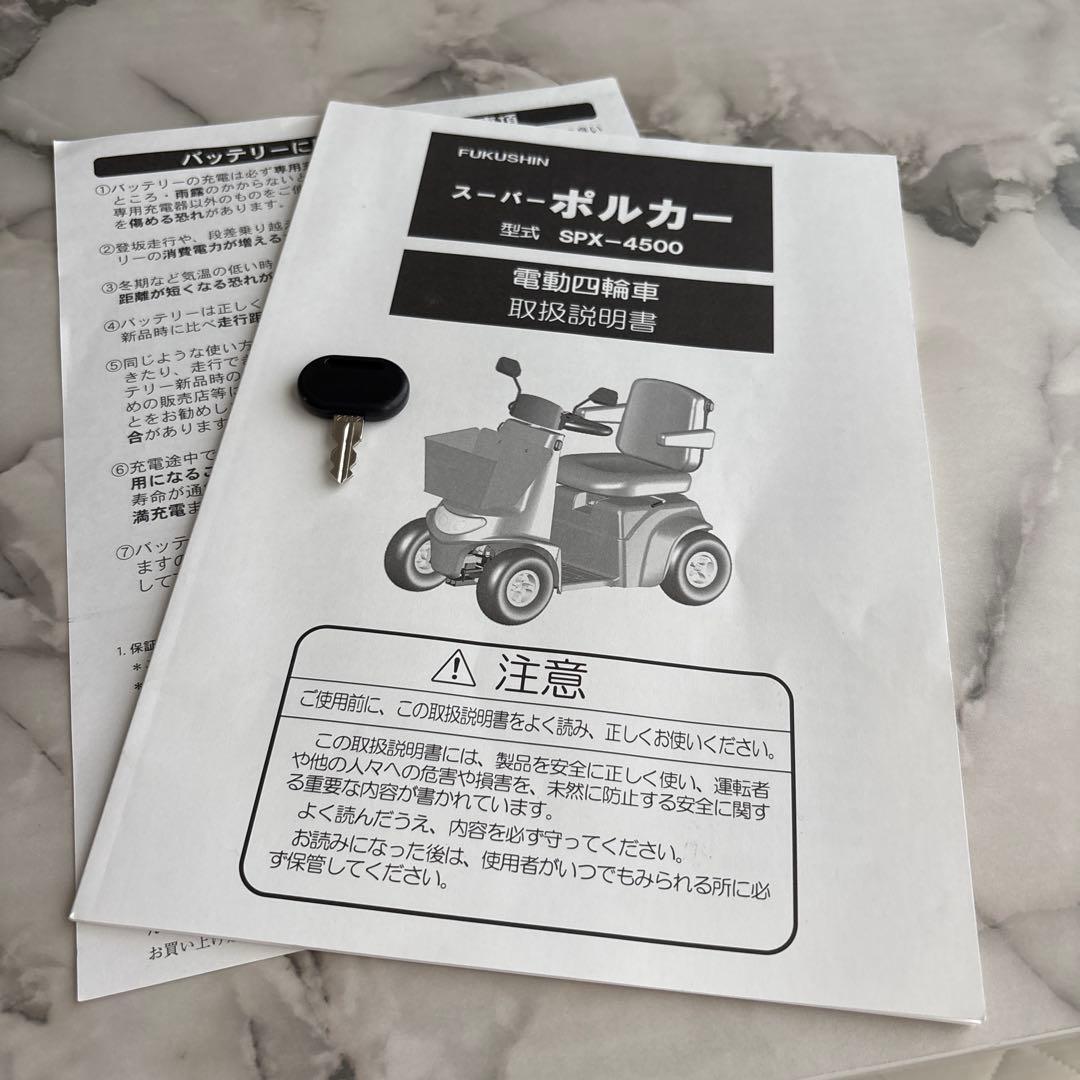 FUKUSHIN
スーパーポルカー
型式 SPX-4500
電動四輪車
取扱説明書
注意
ご使用前に、この取扱説明書をよく読み、正しくお使いください。
この取扱説明書には、製品を安全に正しく使い、運転者
や他の人々への危害や損害を、未然に防止する安全に関す
る重要な内容が書かれています。
よく読んだうえ、内容を必ず守ってください。
お読みになった後は、使用者がいつでもみられる所に必
ず保管してください。
バッテリーに
①バッテリーの充電は必ず専用
ところ・雨露のかからない
専用充電器以外のものをご使
を傷める恐れがあります。
②登坂走行や、段差乗り越え
リーの消費電力が増える
③冬期など気温の低い時
距離が短くなる恐れが
④バッテリーは正しく
新品時に比べ走行距
⑤同じような使い方
きたり、走行でき
テリー新品時の
めの販売店等に
とをお勧めし
合があります
⑥充電途中で
用になるこ
寿命が通
満充電ま
⑦バッテ
ますの
して
1. 保証
お買い上げ